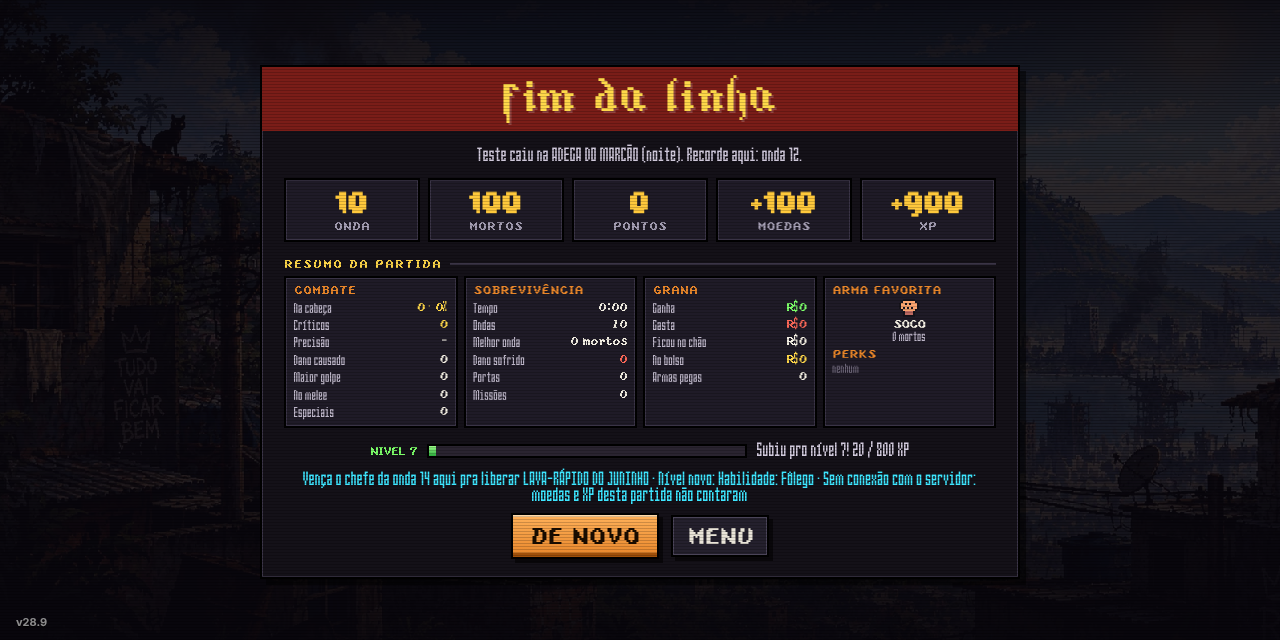 fim da linha
Teste caiu na ADEGA DO MARCÃO (noite). Recorde aqui: onda 12.
10
ONDA
100
MORTOS
0
PONTOS
+100
MOEDAS
+900
XP
RESUMO DA PARTIDA
COMBATE
Na cabeça 0 · 0%
Críticos 0
Precisão -
Dano causado 0
Maior golpe 0
No melee 0
Especiais 0
SOBREVIVÊNCIA
Tempo 0:00
Ondas 10
Melhor onda 0 mortos
Dano sofrido 0
Portas 0
Missões 0
GRANA
Ganha R$0
Gasta R$0
Ficou no chão R$0
No bolso R$0
Armas pegas 0
ARMA FAVORITA
SOCO
0 mortos
PERKS
nenhum
NIVEL 7 Subiu pro nível 7! 20 / 800 XP
Vença o chefe da onda 14 aqui pra liberar LAVA-RÁPIDO DO JUNINHO · Nível novo: Habilidade: Fôlego · Sem conexão com o servidor:
moedas e XP desta partida não contaram
DE NOVO MENU
TUDO
VAI
FICAR
BEM
v28.9